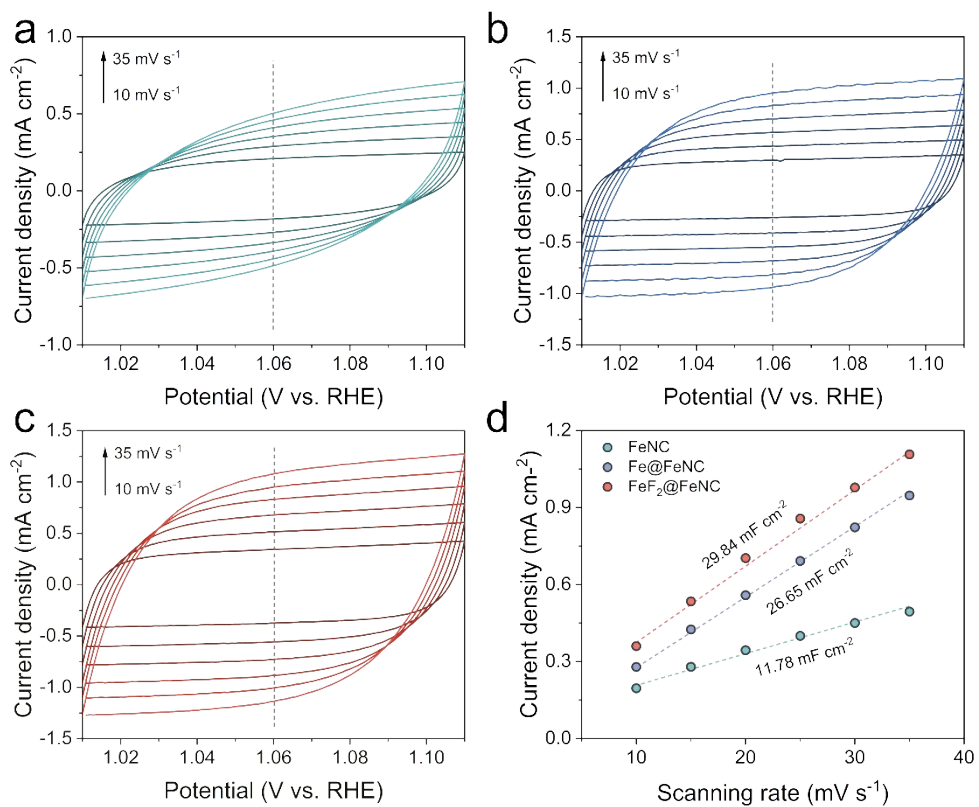 a
1.0
0.5
0.0
-0.5
-1.0
Current density (mA cm⁻²)
35 mV s⁻¹
10 mV s⁻¹
1.02 1.04 1.06 1.08 1.10
Potential (V vs. RHE)
b
1.5
1.0
0.5
0.0
-0.5
-1.0
-1.5
Current density (mA cm⁻²)
35 mV s⁻¹
10 mV s⁻¹
1.02 1.04 1.06 1.08 1.10
Potential (V vs. RHE)
c
1.5
1.0
0.5
0.0
-0.5
-1.0
-1.5
Current density (mA cm⁻²)
35 mV s⁻¹
10 mV s⁻¹
1.02 1.04 1.06 1.08 1.10
Potential (V vs. RHE)
d
1.2
0.9
0.6
0.3
0.0
Current density (mA cm-²)
FeNC
Fe@FeNC
FeF₂@FeNC
29.84 mF cm⁻²
26.65 mF cm⁻²
11.78 mF cm⁻²
10 20 30 40
Scanning rate (mV s⁻¹)